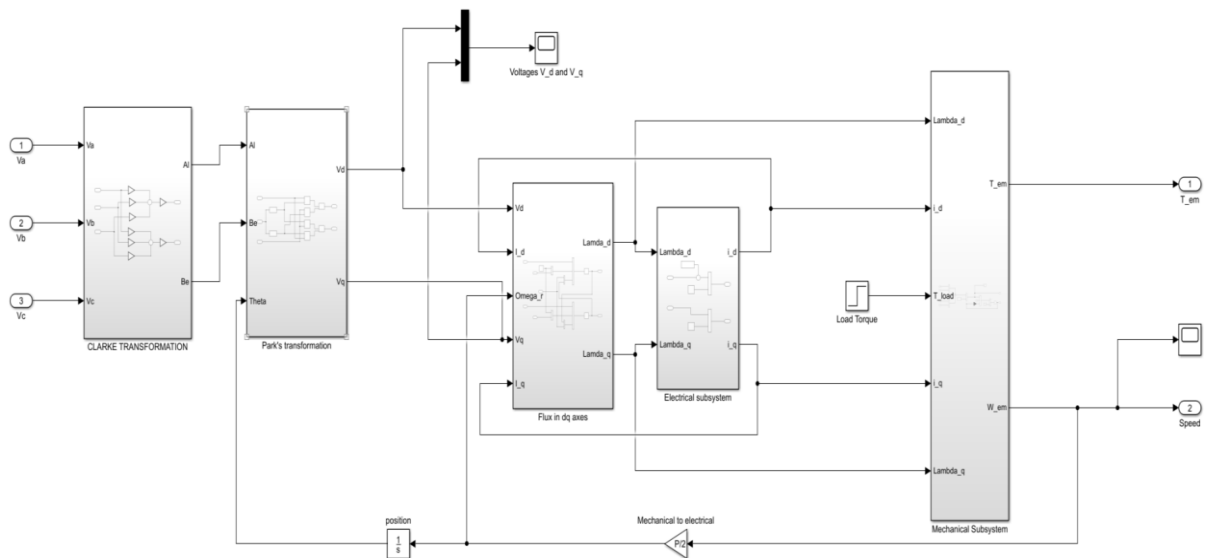 Voltages V_d and V_q
1
Va
2
Vb
3
Vc
Va
Vb
Vc
Al
Be
CLARKE TRANSFORMATION
Al
Be
Theta
Vd
Vq
Park's transformation
Vd
I_d
Omega_r
Vq
I_q
Lamda_d
Lamda_q
Flux in dq axes
Lambda_d
Lambda_q
i_d
i_q
Electrical subsystem
Load Torque
Lambda_d
i_d
T_load
i_q
Lambda_q
T_em
W_em
Mechanical Subsystem
1
T_em
2
Speed
position
1
s
Mechanical to electrical
P/2